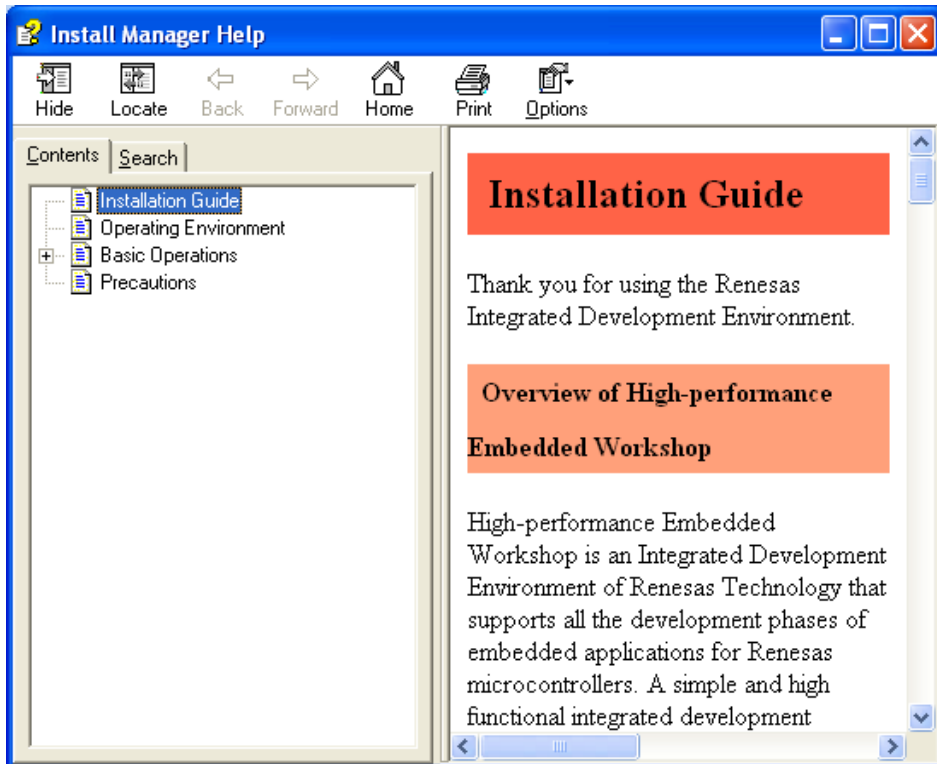 Install Manager Help
Hide Locate Back Forward Home Print Options
Contents Search
Installation Guide
Operating Environment
Basic Operations
Precautions
Installation Guide
Thank you for using the Renesas
Integrated Development Environment.
Overview of High-performance
Embedded Workshop
High-performance Embedded
Workshop is an Integrated Development
Environment of Renesas Technology that
supports all the development phases of
embedded applications for Renesas
microcontrollers. A simple and high
functional integrated development